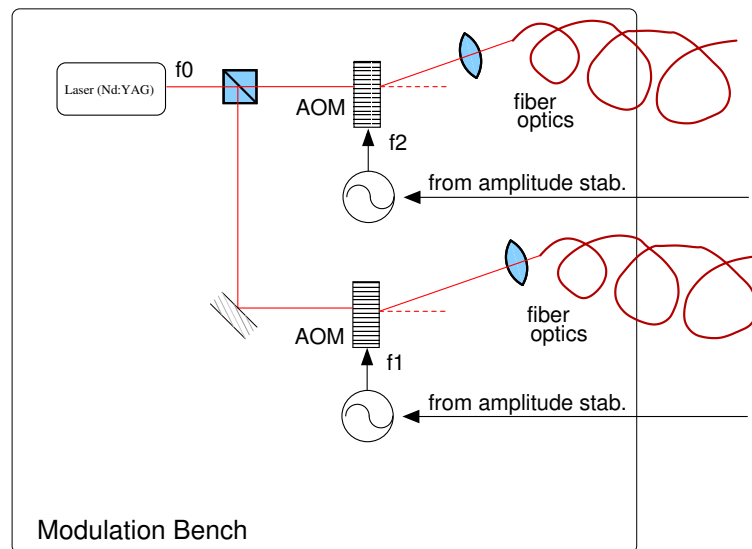 f0
Laser (Nd:YAG)
AOM
fiber
optics
f2
from amplitude stab.
AOM
fiber
optics
f1
from amplitude stab.
Modulation Bench